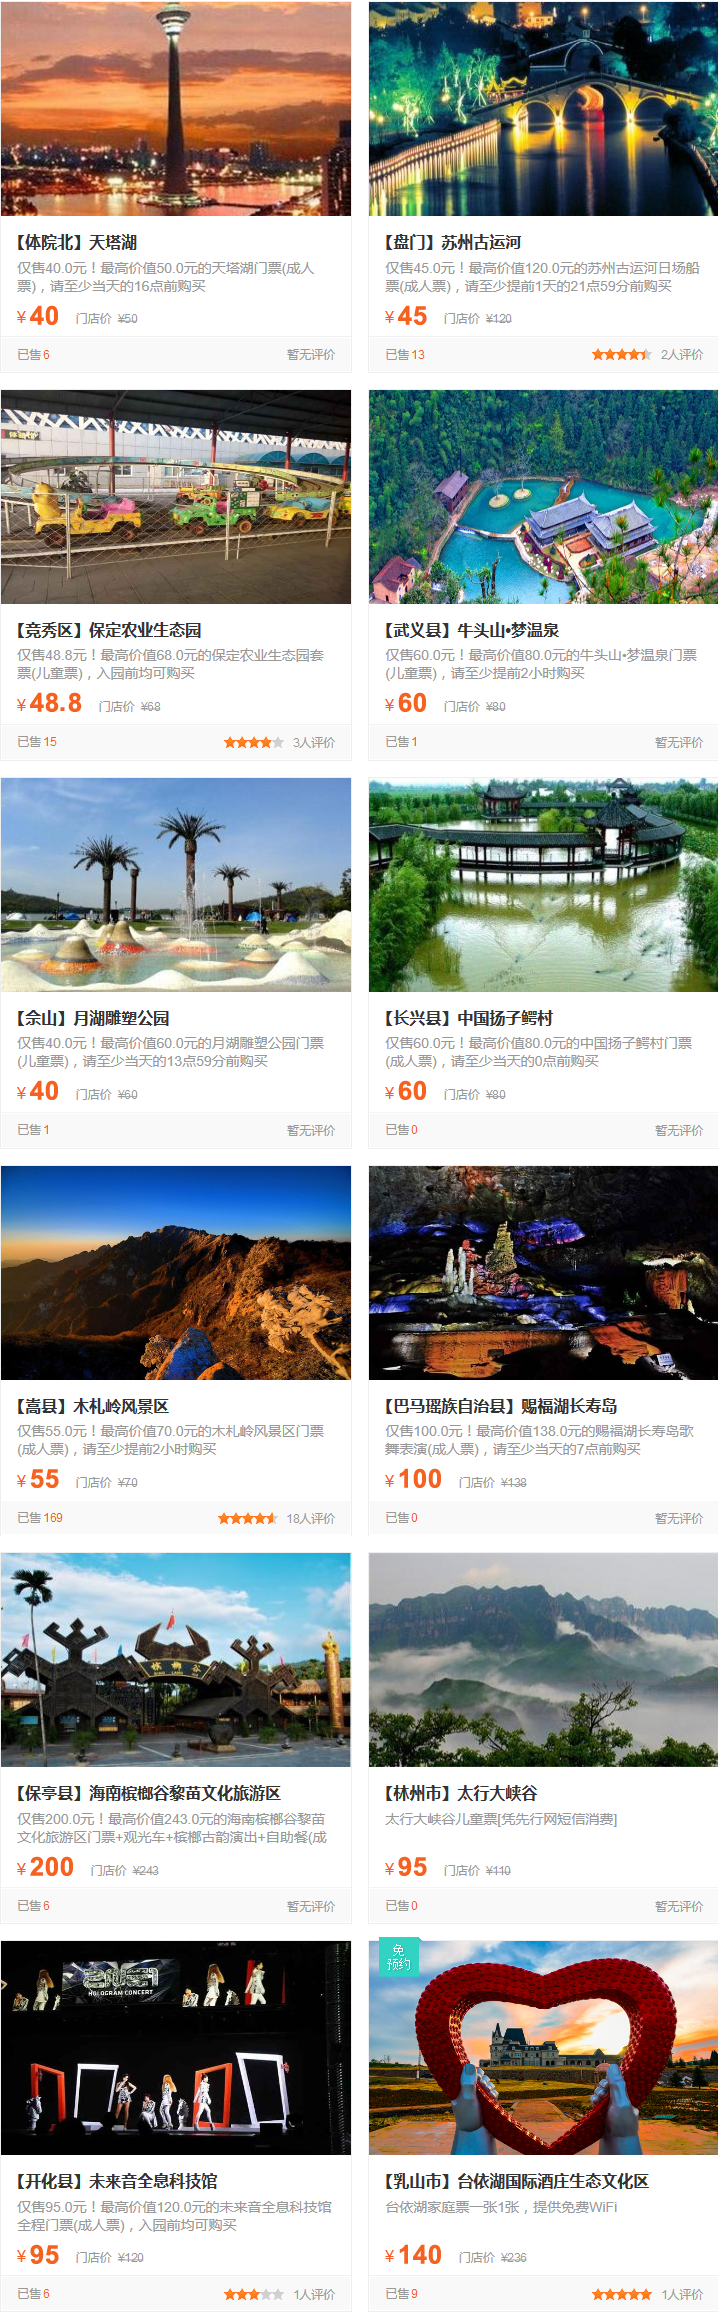 【体院北】天塔湖
仅售40.0元！最高价值50.0元的天塔湖门票(成人
票)，请至少当天的16点前购买
¥40 门店价 ¥50
已售6 暂无评价
【盘门】苏州古运河
仅售45.0元！最高价值120.0元的苏州古运河日场船
票(成人票)，请至少提前1天的21点59分前购买
¥45 门店价 ¥120
已售13 2人评价
【竞秀区】保定农业生态园
仅售48.8元！最高价值68.0元的保定农业生态园套
票(儿童票)，入园前均可购买
¥48.8 门店价 ¥68
已售15 3人评价
【武义县】牛头山•梦温泉
仅售60.0元！最高价值80.0元的牛头山•梦温泉门票
(儿童票)，请至少提前2小时购买
¥60 门店价 ¥80
已售1 暂无评价
【佘山】月湖雕塑公园
仅售40.0元！最高价值60.0元的月湖雕塑公园门票
(儿童票)，请至少当天的13点59分前购买
¥40 门店价 ¥60
已售1 暂无评价
【长兴县】中国扬子鳄村
仅售60.0元！最高价值80.0元的中国扬子鳄村门票
(成人票)，请至少当天的0点前购买
¥60 门店价 ¥80
已售0 暂无评价
【嵩县】木札岭风景区
仅售55.0元！最高价值70.0元的木札岭风景区门票
(成人票)，请至少提前2小时购买
¥55 门店价 ¥70
已售169 18人评价
【巴马瑶族自治县】赐福湖长寿岛
仅售100.0元！最高价值138.0元的赐福湖长寿岛歌
舞表演(成人票)，请至少当天的7点前购买
¥100 门店价 ¥138
已售0 暂无评价
槟榔谷
【保亭县】海南槟榔谷黎苗文化旅游区
仅售200.0元！最高价值243.0元的海南槟榔谷黎苗
文化旅游区门票+观光车+槟榔古韵演出+自助餐(成
¥200 门店价 ¥243
已售6 暂无评价
【林州市】太行大峡谷
太行大峡谷儿童票[凭先行网短信消费]
¥95 门店价 ¥110
已售0 暂无评价
HOLOGRAM CONCERT
【开化县】未来音全息科技馆
仅售95.0元！最高价值120.0元的未来音全息科技馆
全程门票(成人票)，入园前均可购买
¥95 门店价 ¥120
已售6 1人评价
免
预约
【乳山市】台依湖国际酒庄生态文化区
台依湖家庭票一张1张，提供免费WiFi
¥140 门店价 ¥236
已售9 1人评价